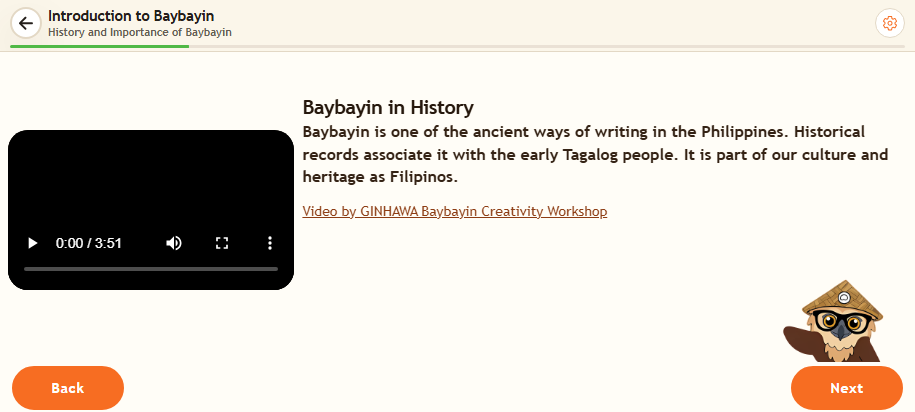 Introduction to Baybayin
History and Importance of Baybayin
Baybayin in History
Baybayin is one of the ancient ways of writing in the Philippines. Historical
records associate it with the early Tagalog people. It is part of our culture and
heritage as Filipinos.
Video by GINHAWA Baybayin Creativity Workshop
0:00 / 3:51
Back
Next